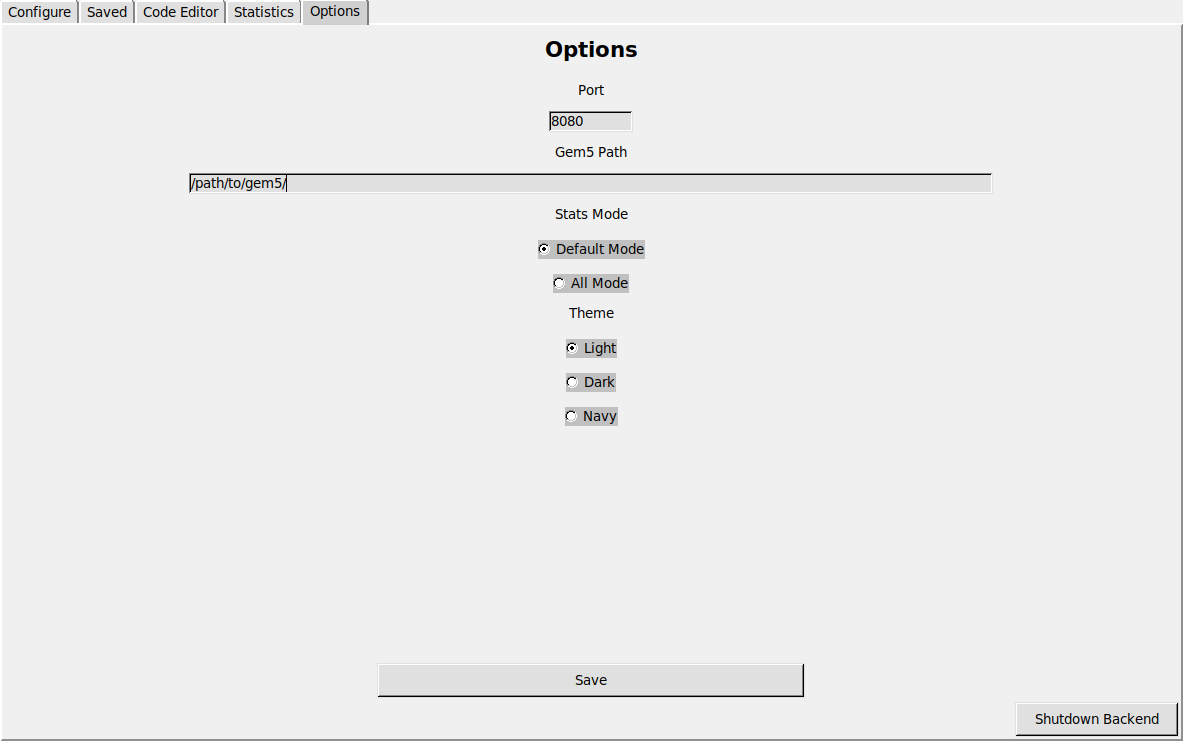 Configure Saved Code Editor Statistics Options
Options
Port
8080
Gem5 Path
/path/to/gem5/
Stats Mode
Default Mode
All Mode
Theme
Light
Dark
Navy
Save
Shutdown Backend